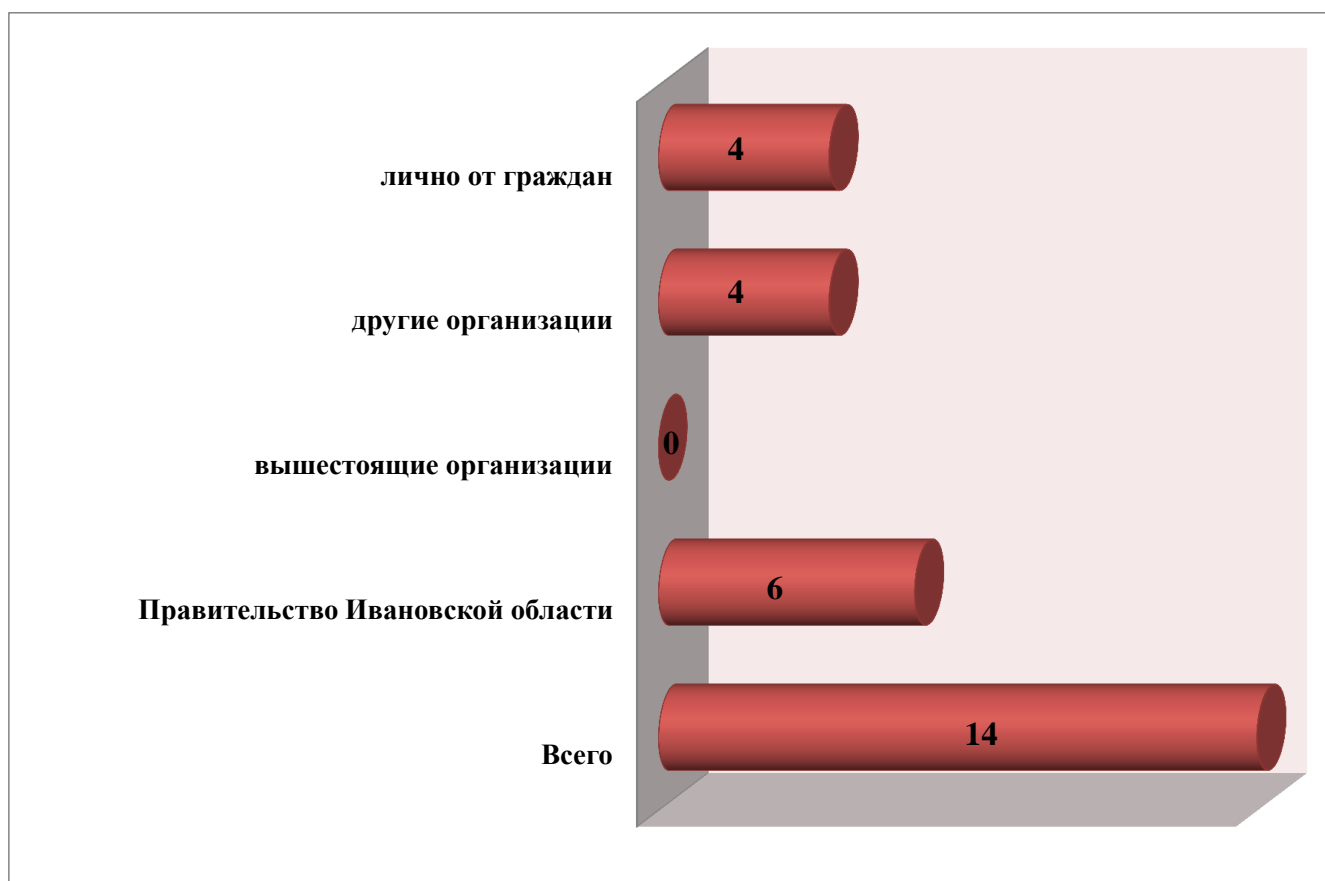 4
лично от граждан
4
другие организации
0
вышестоящие организации
6
Правительство Ивановской области
14
Всего